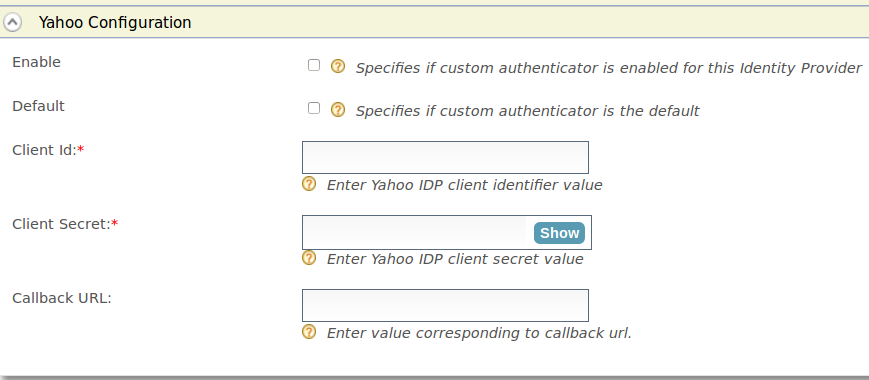 Yahoo Configuration
Enable
Specifies if custom authenticator is enabled for this Identity Provider
Default
Specifies if custom authenticator is the default
Client Id:*
Enter Yahoo IDP client identifier value
Client Secret:*
Show
Enter Yahoo IDP client secret value
Callback URL:
Enter value corresponding to callback url.